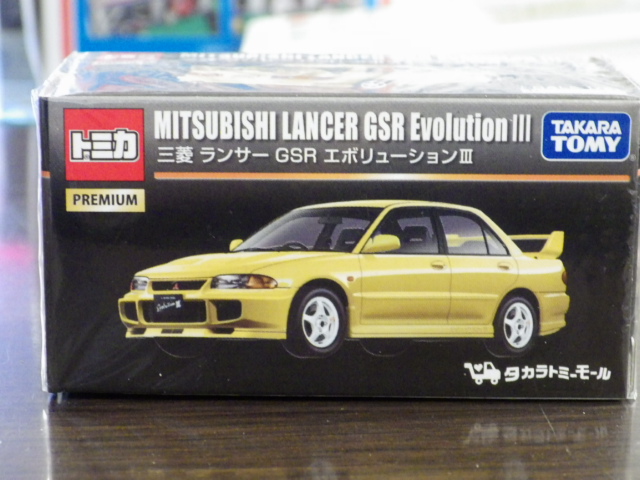 トミカ
MITSUBISHI LANCER GSR Evolution III
三菱 ランサー GSR エボリューションⅢ
TAKARA
TOMY
PREMIUM
Evolution Ⅲ
タカラトミーモール